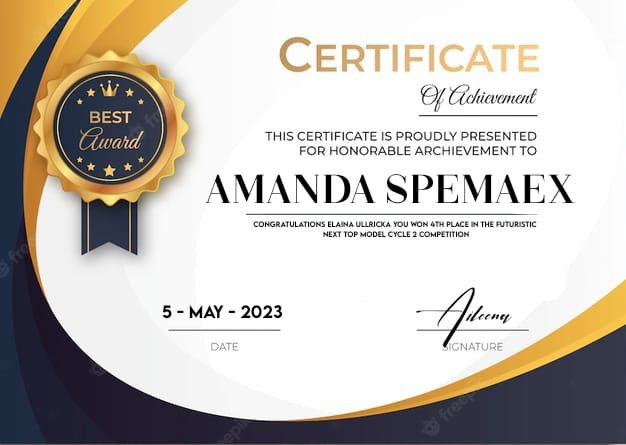 CERTIFICATE
Of Achievement
THIS CERTIFICATE IS PROUDLY PRESENTED
FOR HONORABLE ARCHIEVEMENT TO
AMANDA SPEMAEX
CONGRATULATIONS ELAINA ULLRICKA YOU WON 4TH PLACE IN THE FUTURISTIC
NEXT TOP MODEL CYCLE 2 COMPETITION
BEST
Award
5 - MAY - 2023
DATE
Aileena
SIGNATURE